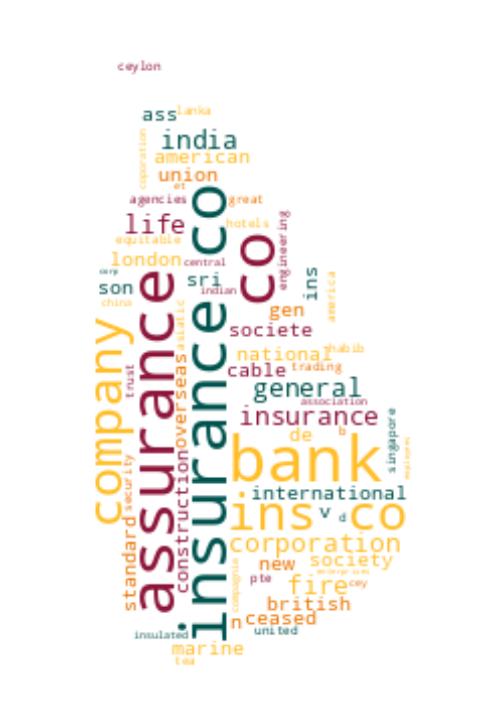 ceylon
ass
lanka
coporation
india
american
union
et
agencies
great
life
hotels
equitable
engineering
london
central
corp
son
sri
indian
ins
america
china
co
gen
asiatic
societe
company
assurance
insurance co
national
habib
trust
overseas
cable
trading
general
association
insurance
singapore
de
b
bank
security
construction
international
ins co
v
d
standard
corporation
society
new
pte
fire
cey
compagnie
british
n
ceased
insulated
united
marine
tea